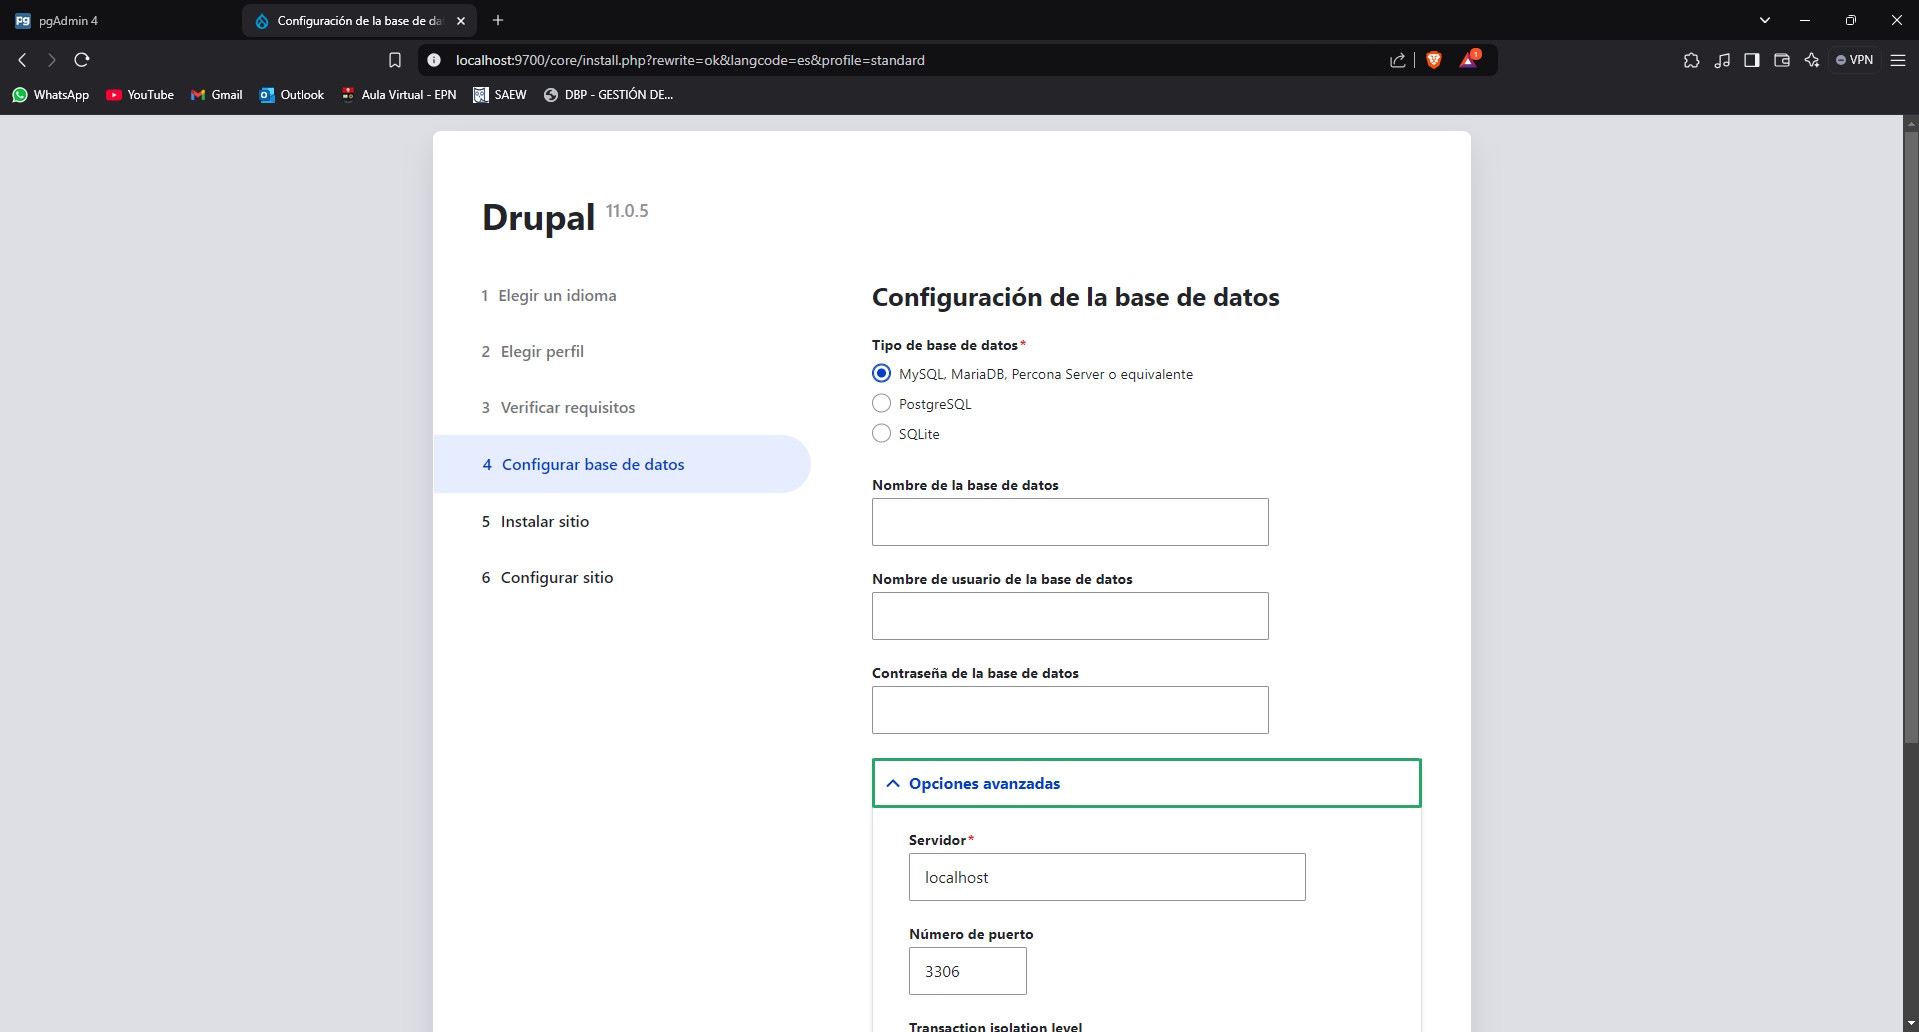 pgAdmin 4
Configuración de la base de da
localhost:9700/core/install.php?rewrite=ok&langcode=es&profile=standard
1
VPN
WhatsApp
YouTube
Gmail
Outlook
Aula Virtual - EPN
SAEW
DBP - GESTIÓN DE...
Drupal 11.0.5
1 Elegir un idioma
2 Elegir perfil
3 Verificar requisitos
4 Configurar base de datos
5 Instalar sitio
6 Configurar sitio
Configuración de la base de datos
Tipo de base de datos*
MySQL, MariaDB, Percona Server o equivalente
PostgreSQL
SQLite
Nombre de la base de datos
Nombre de usuario de la base de datos
Contraseña de la base de datos
Opciones avanzadas
Servidor*
localhost
Número de puerto
3306
Transaction isolation level